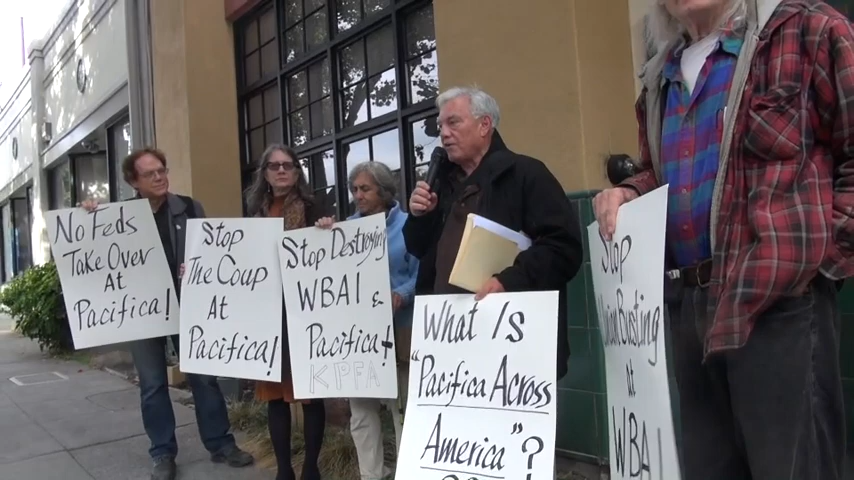 No Feds
Take Over
At
Pacifica!
Stop
The Coup
At
Pacifica!
Stop Destroying
WBAI &
Pacifica +
KPFA
What Is
"Pacifica Across
America"?
Stop
Busting
At
WBAI